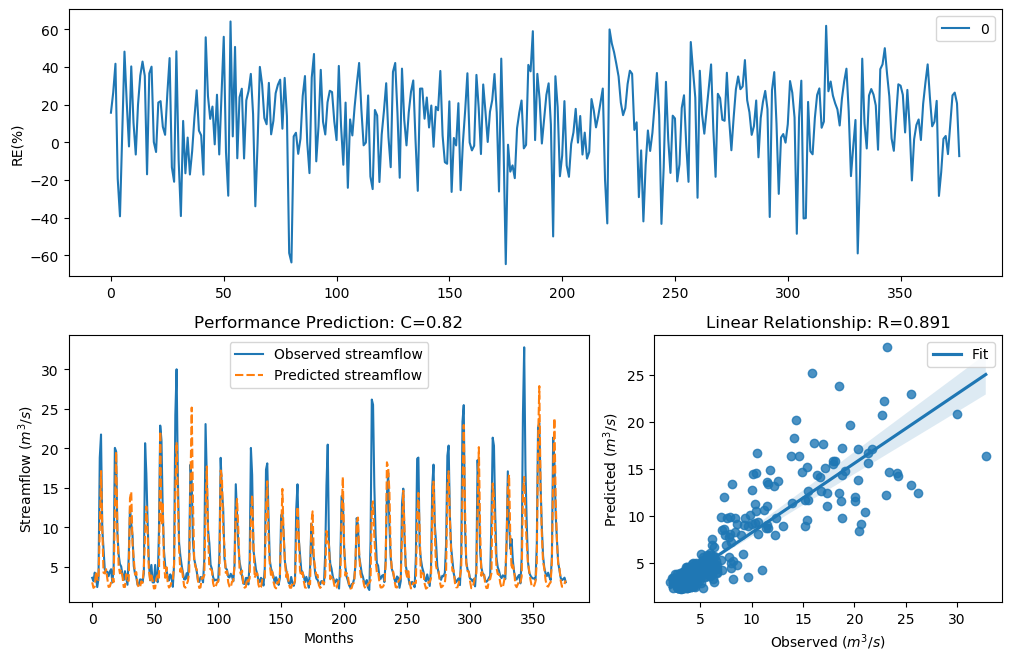 60
40
20
0
−20
−40
−60
RE(%)
0
0 50 100 150 200 250 300 350
Performance Prediction: C=0.82
Observed streamflow
Predicted streamflow
30
25
20
15
10
5
Streamflow (m³/s)
0 50 100 150 200 250 300 350
Months
Linear Relationship: R=0.891
Fit
25
20
15
10
5
Predicted (m³/s)
5 10 15 20 25 30
Observed (m³/s)